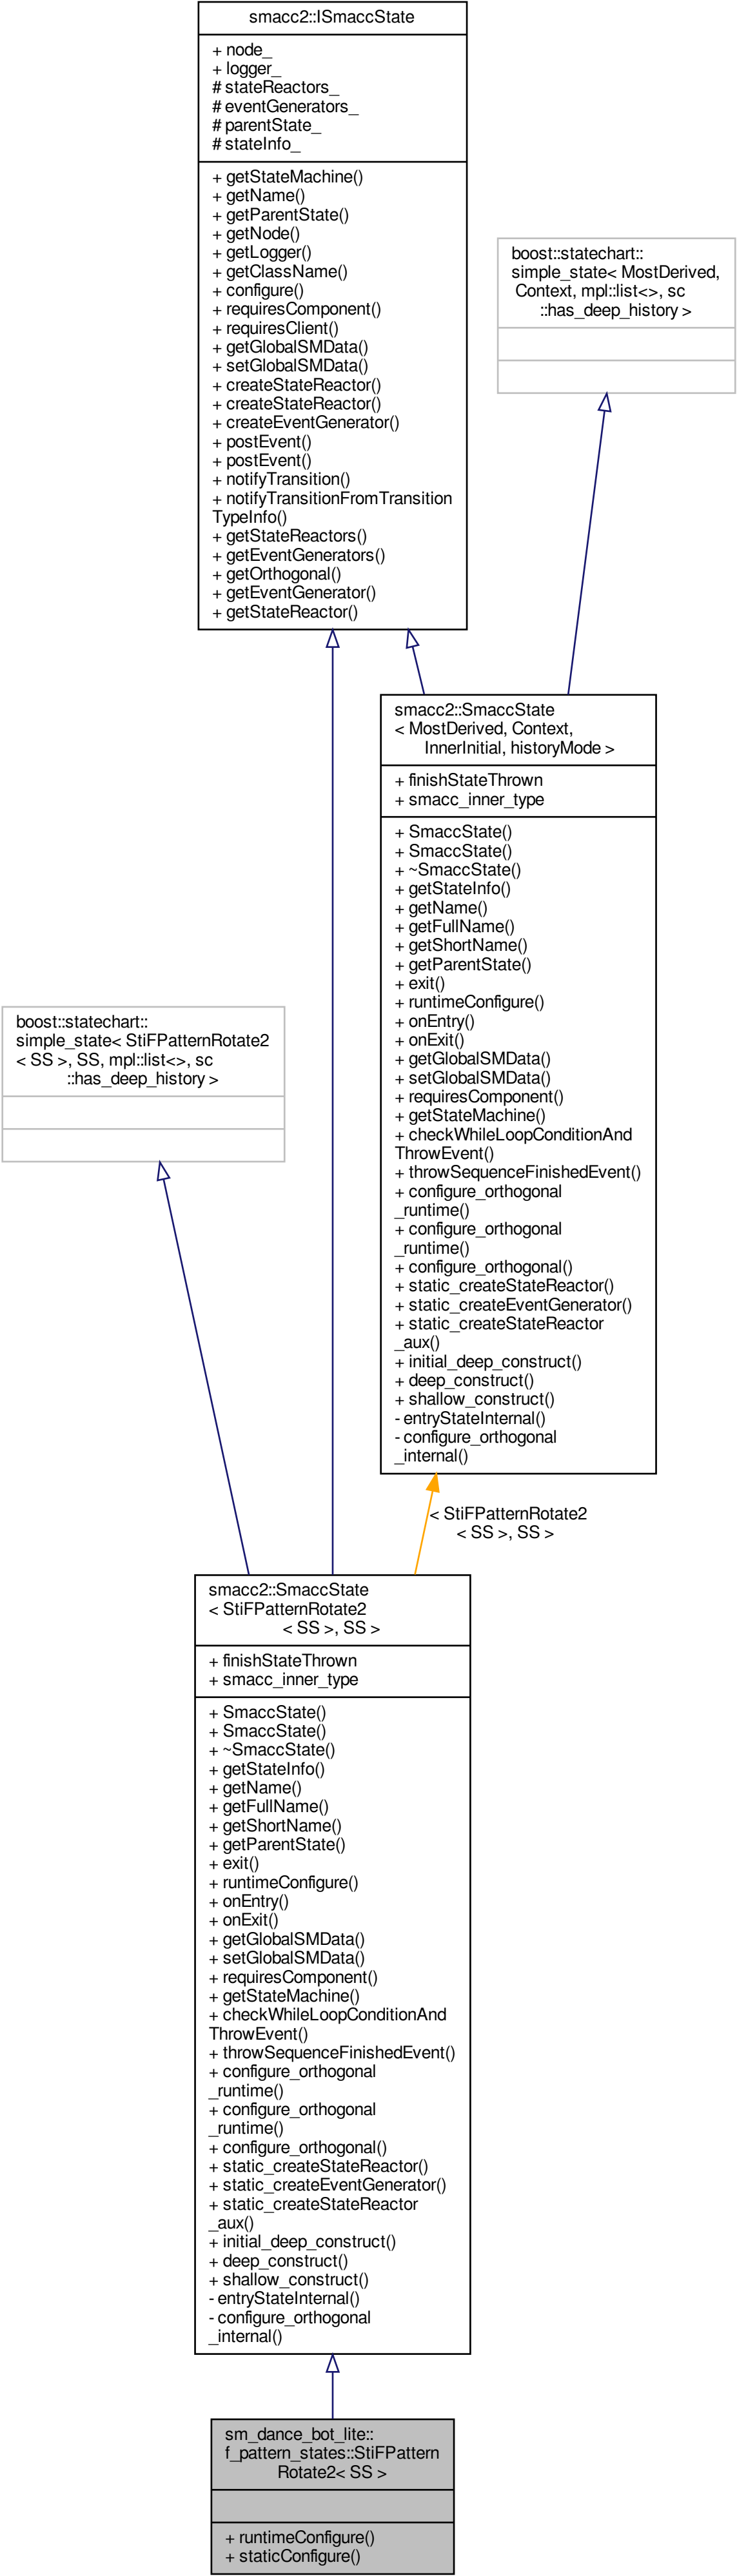 smacc2::ISmaccState
+ node_
+ logger_
# stateReactors_
# eventGenerators_
# parentState_
# stateInfo_
+ getStateMachine()
+ getName()
+ getParentState()
+ getNode()
+ getLogger()
+ getClassName()
+ configure()
+ requiresComponent()
+ requiresClient()
+ getGlobalSMData()
+ setGlobalSMData()
+ createStateReactor()
+ createStateReactor()
+ createEventGenerator()
+ postEvent()
+ postEvent()
+ notifyTransition()
+ notifyTransitionFromTransition
TypeInfo()
+ getStateReactors()
+ getEventGenerators()
+ getOrthogonal()
+ getEventGenerator()
+ getStateReactor()
boost::statechart::
simple_state< MostDerived,
Context, mpl::list<>, sc
::has_deep_history >
smacc2::SmaccState
< MostDerived, Context,
InnerInitial, historyMode >
+ finishStateThrown
+ smacc_inner_type
+ SmaccState()
+ SmaccState()
+ ~SmaccState()
+ getStateInfo()
+ getName()
+ getFullName()
+ getShortName()
+ getParentState()
+ exit()
+ runtimeConfigure()
+ onEntry()
+ onExit()
+ getGlobalSMData()
+ setGlobalSMData()
+ requiresComponent()
+ getStateMachine()
+ checkWhileLoopConditionAnd
ThrowEvent()
+ throwSequenceFinishedEvent()
+ configure_orthogonal
_runtime()
+ configure_orthogonal
_runtime()
+ configure_orthogonal()
+ static_createStateReactor()
+ static_createEventGenerator()
+ static_createStateReactor
_aux()
+ initial_deep_construct()
+ deep_construct()
+ shallow_construct()
- entryStateInternal()
- configure_orthogonal
_internal()
boost::statechart::
simple_state< StiFPatternRotate2
< SS >, SS, mpl::list<>, sc
::has_deep_history >
< StiFPatternRotate2
< SS >, SS >
smacc2::SmaccState
< StiFPatternRotate2
< SS >, SS >
+ finishStateThrown
+ smacc_inner_type
+ SmaccState()
+ SmaccState()
+ ~SmaccState()
+ getStateInfo()
+ getName()
+ getFullName()
+ getShortName()
+ getParentState()
+ exit()
+ runtimeConfigure()
+ onEntry()
+ onExit()
+ getGlobalSMData()
+ setGlobalSMData()
+ requiresComponent()
+ getStateMachine()
+ checkWhileLoopConditionAnd
ThrowEvent()
+ throwSequenceFinishedEvent()
+ configure_orthogonal
_runtime()
+ configure_orthogonal
_runtime()
+ configure_orthogonal()
+ static_createStateReactor()
+ static_createEventGenerator()
+ static_createStateReactor
_aux()
+ initial_deep_construct()
+ deep_construct()
+ shallow_construct()
- entryStateInternal()
- configure_orthogonal
_internal()
sm_dance_bot_lite::
f_pattern_states::StiFPattern
Rotate2< SS >
+ runtimeConfigure()
+ staticConfigure()